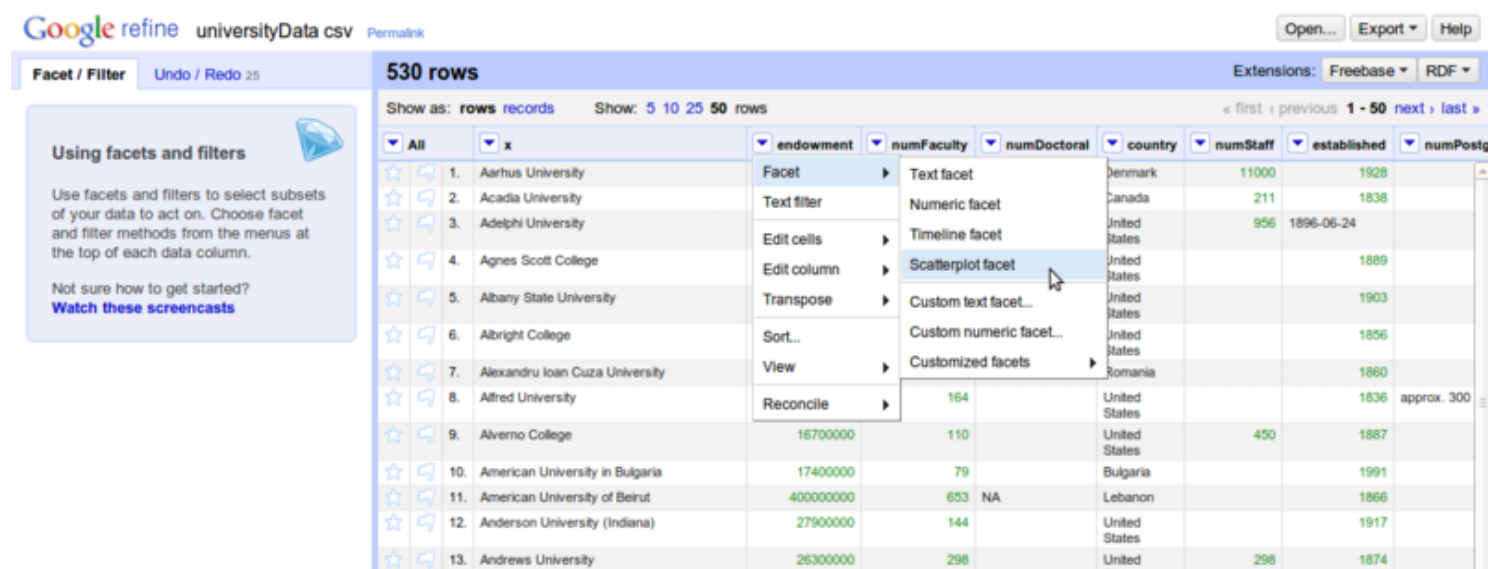 Google refine universityData csv Permalink
Open... Export Help
Facet / Filter Undo / Redo 25
530 rows
Extensions: Freebase RDF
Show as: rows records Show: 5 10 25 50 rows
« first ‹ previous 1 - 50 next › last »
Using facets and filters
Use facets and filters to select subsets
of your data to act on. Choose facet
and filter methods from the menus at
the top of each data column.
Not sure how to get started?
Watch these screencasts
All x endowment numFaculty numDoctoral country numStaff established numPostg
1. Aarhus University Denmark 11000 1928
2. Acadia University Canada 211 1838
3. Adelphi University United States 956 1896-06-24
4. Agnes Scott College United States 1889
5. Albany State University United States 1903
6. Albright College United States 1856
7. Alexandru Ioan Cuza University Romania 1860
8. Alfred University 164 United States 1836 approx. 300
9. Alverno College 16700000 110 United States 450 1887
10. American University in Bulgaria 17400000 79 Bulgaria 1991
11. American University of Beirut 400000000 653 NA Lebanon 1866
12. Anderson University (Indiana) 27900000 144 United States 1917
13. Andrews University 26300000 298 United 298 1874
Facet
Text filter
Edit cells
Edit column
Transpose
Sort...
View
Reconcile
Text facet
Numeric facet
Timeline facet
Scatterplot facet
Custom text facet...
Custom numeric facet...
Customized facets